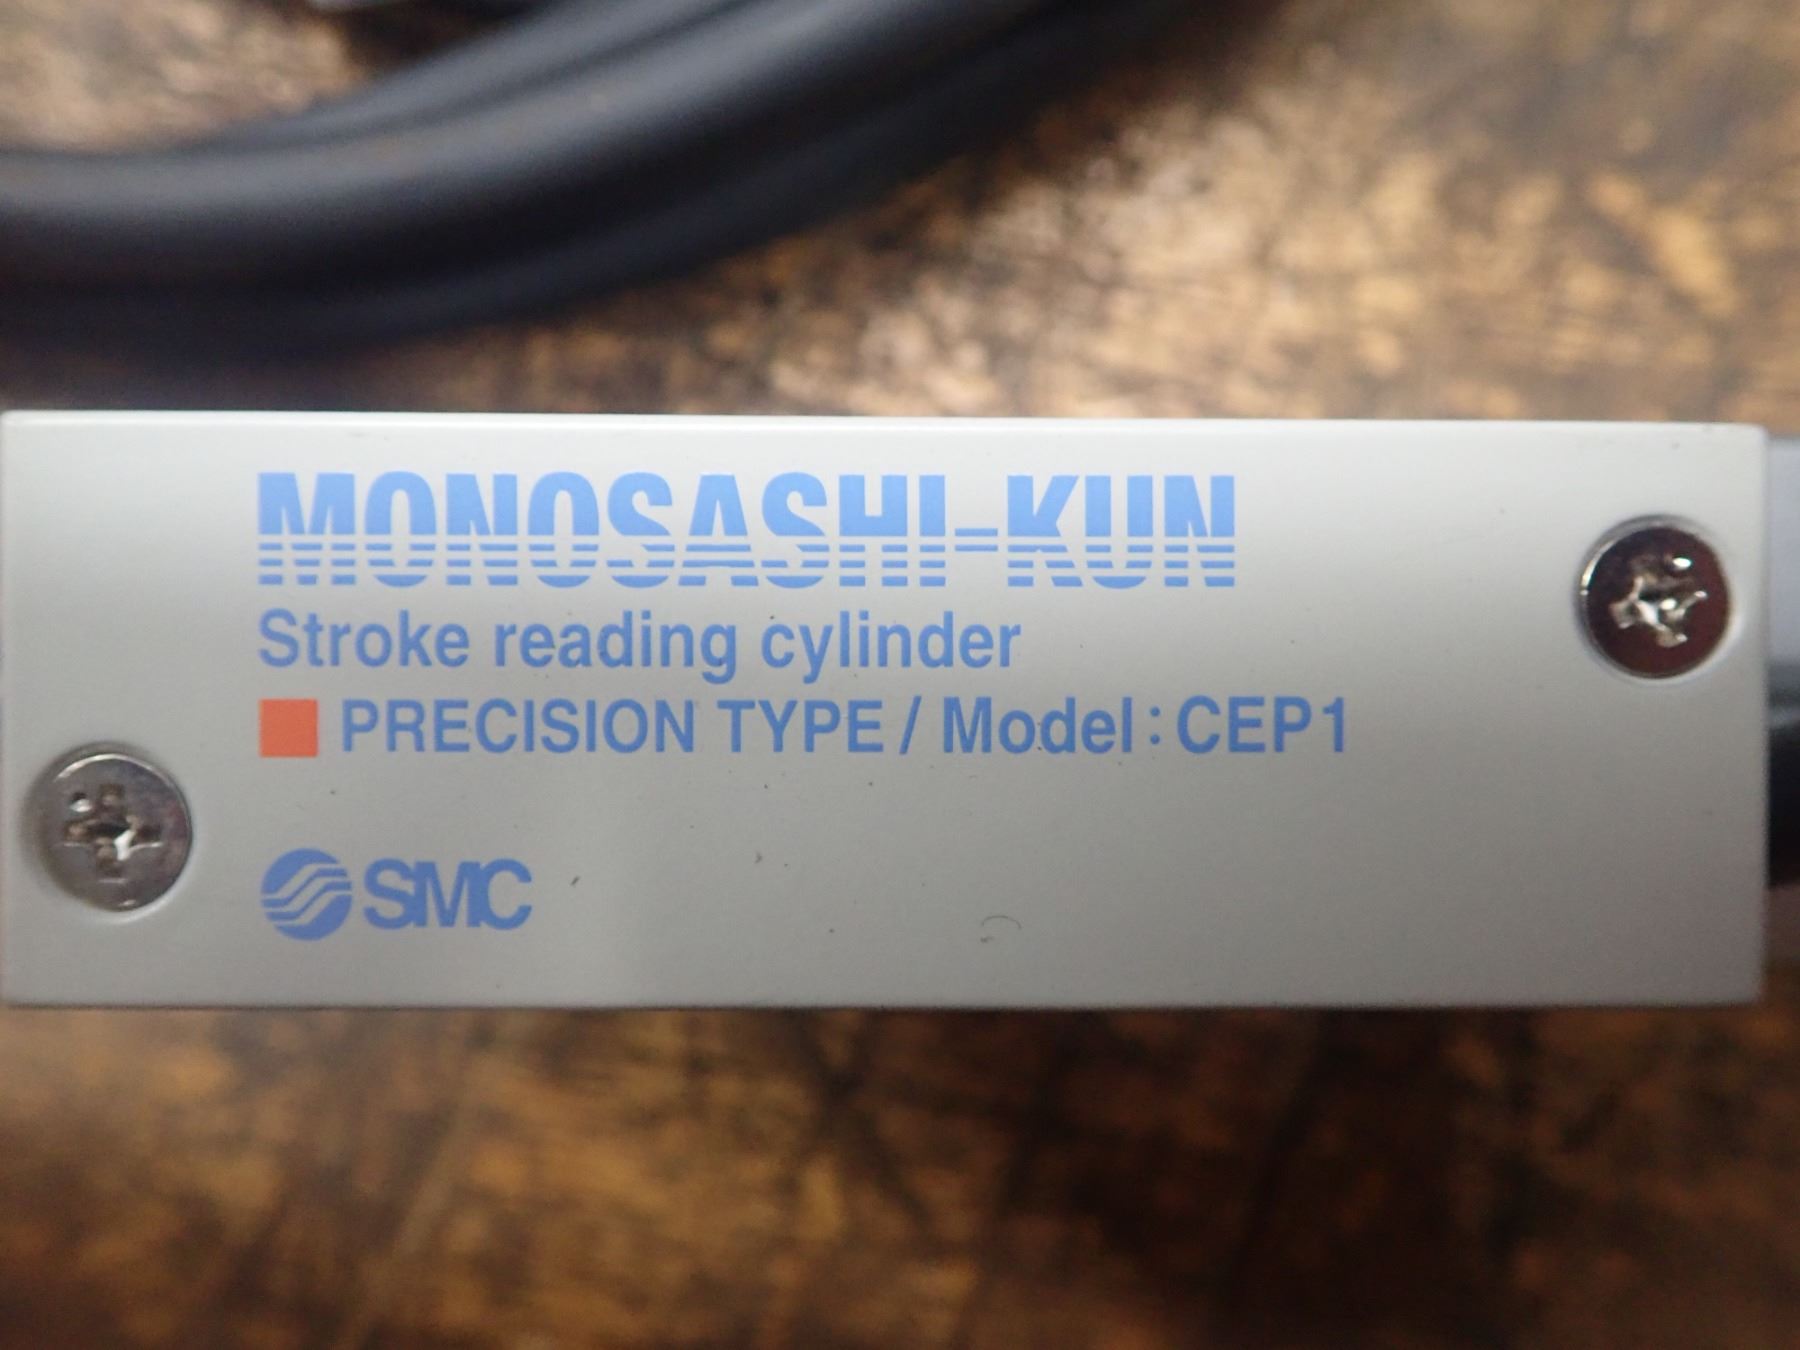 MONOSASHI-KUN
Stroke reading cylinder
PRECISION TYPE / Model : CEP1
SMC